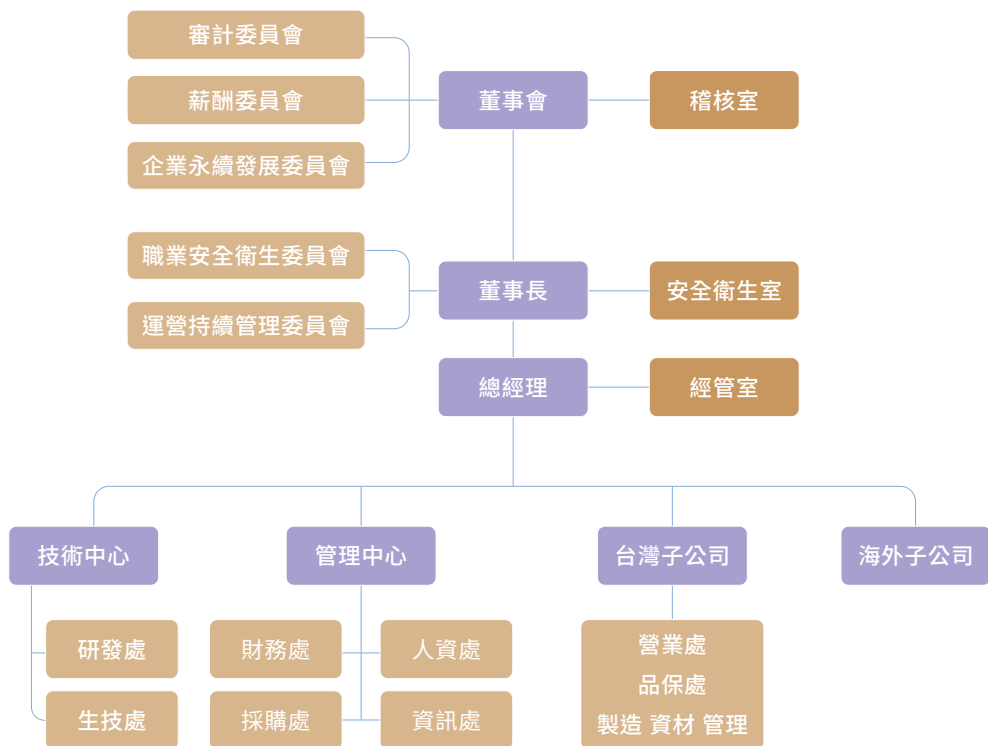 審計委員會
薪酬委員會
企業永續發展委員會
董事會
稽核室
職業安全衛生委員會
運營持續管理委員會
董事長
安全衛生室
總經理
經管室
技術中心
管理中心
台灣子公司
海外子公司
研發處
生技處
財務處
人資處
採購處
資訊處
營業處
品保處
製造 資材 管理